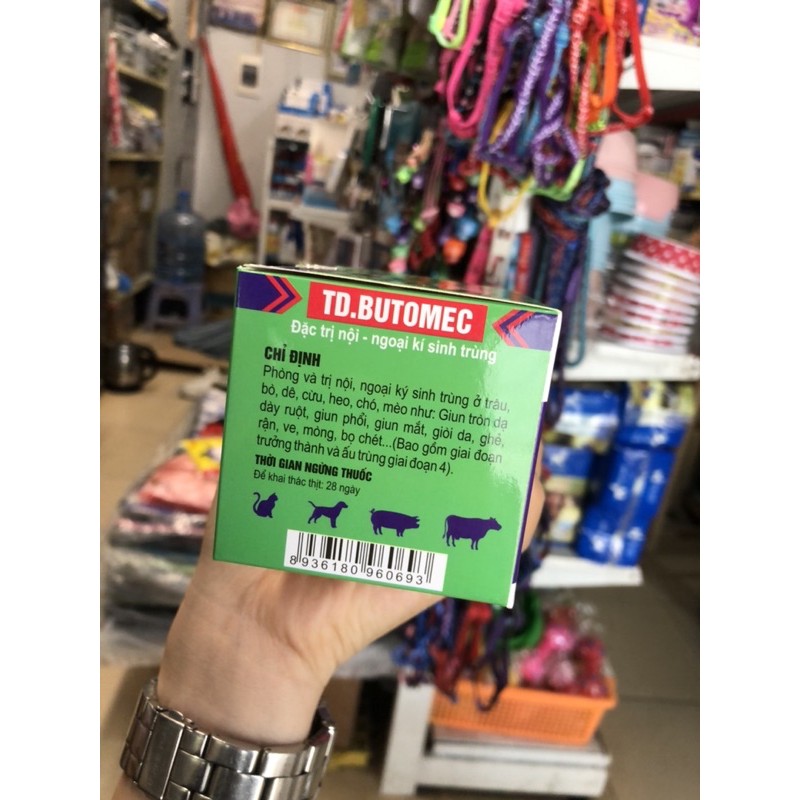 TD.BUTOMEC
Đặc trị nội - ngoại kí sinh trùng
CHỈ ĐỊNH
Phòng và trị nội, ngoại ký sinh trùng ở trâu,
bò, dê, cừu, heo, chó, mèo như: Giun tròn dạ
dày ruột, giun phổi, giun mắt, giòi da, ghẻ,
rận, ve, mòng, bọ chét...(Bao gồm giai đoạn
trưởng thành và ấu trùng giai đoạn 4).
THỜI GIAN NGỪNG THUỐC
Để khai thác thịt: 28 ngày
8 936180 960693